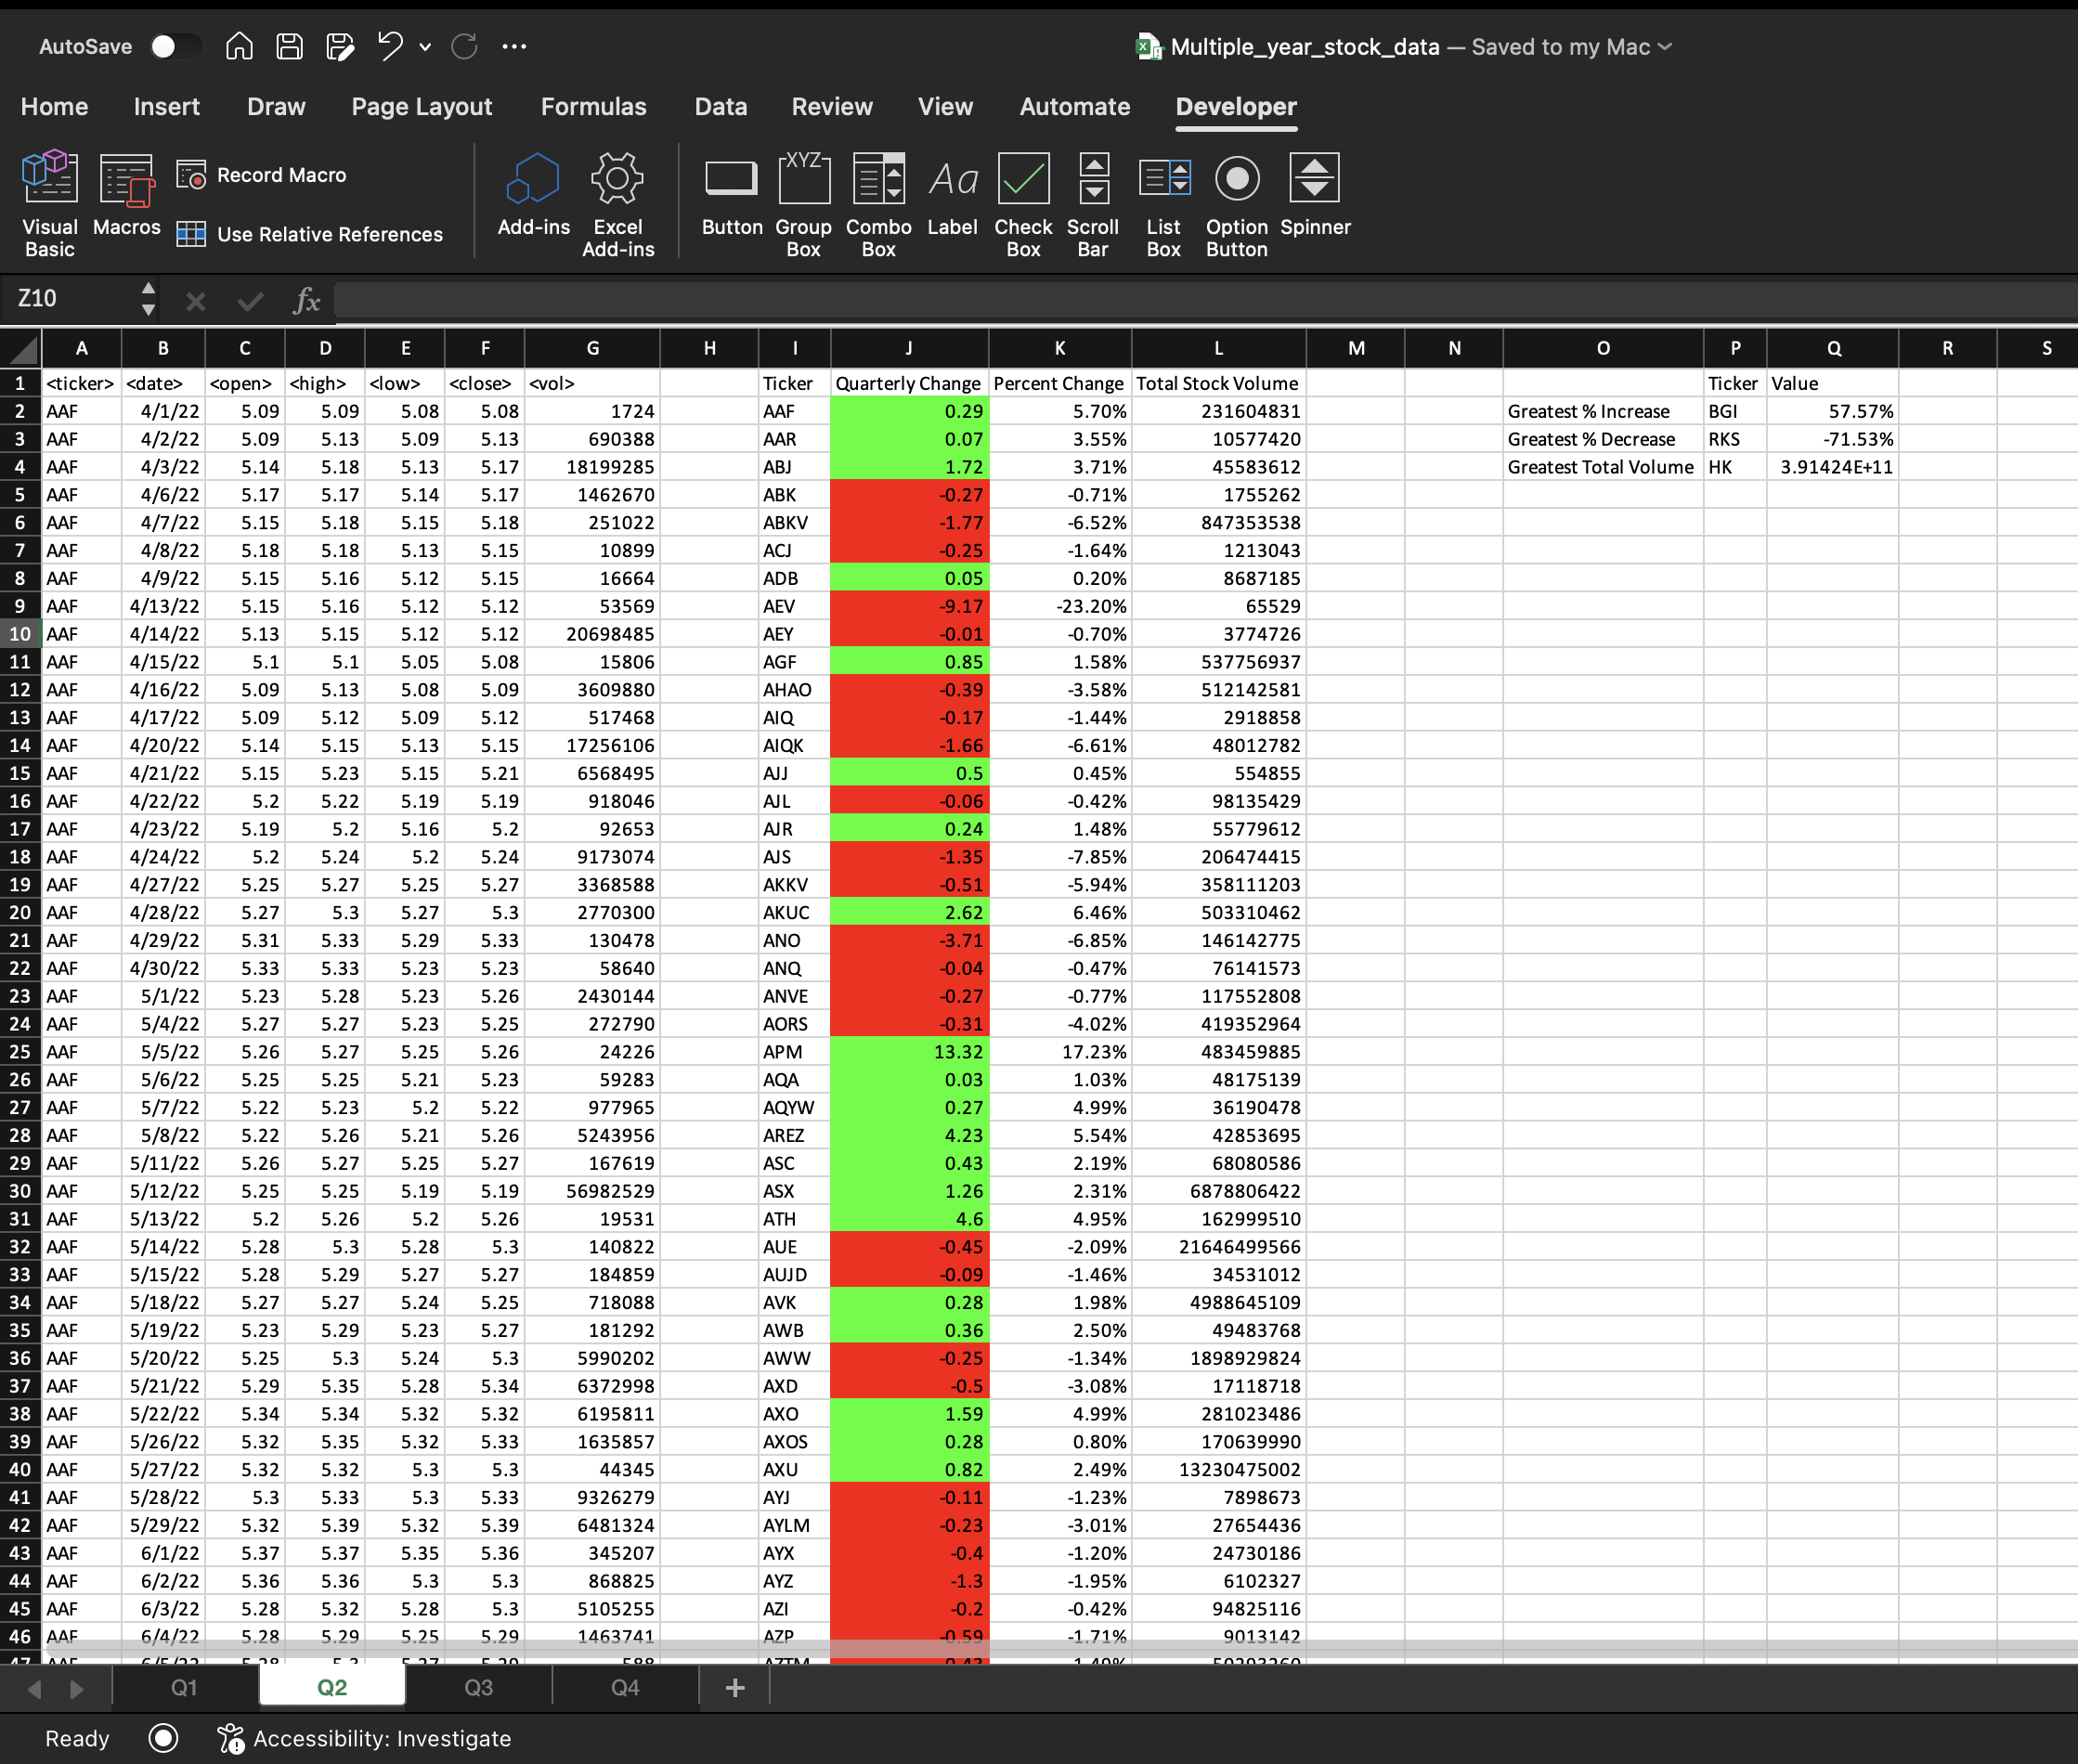 AutoSave
Multiple_year_stock_data — Saved to my Mac
Home Insert Draw Page Layout Formulas Data Review View Automate Developer
Visual Basic
Macros
Record Macro
Use Relative References
Add-ins
Excel Add-ins
Button
XYZ
Group Box
Combo Box
Aa
Label
Check Box
Scroll Bar
List Box
Option Button
Spinner
Z10 fx
A B C D E F G H I J K L M N O P Q R S
1 <ticker> <date> <open> <high> <low> <close> <vol> Ticker Quarterly Change Percent Change Total Stock Volume Ticker Value
2 AAF 4/1/22 5.09 5.09 5.08 5.08 1724 AAF 0.29 5.70% 231604831 Greatest % Increase BGI 57.57%
3 AAF 4/2/22 5.09 5.13 5.09 5.13 690388 AAR 0.07 3.55% 10577420 Greatest % Decrease RKS -71.53%
4 AAF 4/3/22 5.14 5.18 5.13 5.17 18199285 ABJ 1.72 3.71% 45583612 Greatest Total Volume HK 3.91424E+11
5 AAF 4/6/22 5.17 5.17 5.14 5.17 1462670 ABK -0.27 -0.71% 1755262
6 AAF 4/7/22 5.15 5.18 5.15 5.18 251022 ABKV -1.77 -6.52% 847353538
7 AAF 4/8/22 5.18 5.18 5.13 5.15 10899 ACJ -0.25 -1.64% 1213043
8 AAF 4/9/22 5.15 5.16 5.12 5.15 16664 ADB 0.05 0.20% 8687185
9 AAF 4/13/22 5.15 5.16 5.12 5.12 53569 AEV -9.17 -23.20% 65529
10 AAF 4/14/22 5.13 5.15 5.12 5.12 20698485 AEY -0.01 -0.70% 3774726
11 AAF 4/15/22 5.1 5.1 5.05 5.08 15806 AGF 0.85 1.58% 537756937
12 AAF 4/16/22 5.09 5.13 5.08 5.09 3609880 AHAO -0.39 -3.58% 512142581
13 AAF 4/17/22 5.09 5.12 5.09 5.12 517468 AIQ -0.17 -1.44% 2918858
14 AAF 4/20/22 5.14 5.15 5.13 5.15 17256106 AIQK -1.66 -6.61% 48012782
15 AAF 4/21/22 5.15 5.23 5.15 5.21 6568495 AJJ 0.5 0.45% 554855
16 AAF 4/22/22 5.2 5.22 5.19 5.19 918046 AJL -0.06 -0.42% 98135429
17 AAF 4/23/22 5.19 5.2 5.16 5.2 92653 AJR 0.24 1.48% 55779612
18 AAF 4/24/22 5.2 5.24 5.2 5.24 9173074 AJS -1.35 -7.85% 206474415
19 AAF 4/27/22 5.25 5.27 5.25 5.27 3368588 AKKV -0.51 -5.94% 358111203
20 AAF 4/28/22 5.27 5.3 5.27 5.3 2770300 AKUC 2.62 6.46% 503310462
21 AAF 4/29/22 5.31 5.33 5.29 5.33 130478 ANO -3.71 -6.85% 146142775
22 AAF 4/30/22 5.33 5.33 5.23 5.23 58640 ANQ -0.04 -0.47% 76141573
23 AAF 5/1/22 5.23 5.28 5.23 5.26 2430144 ANVE -0.27 -0.77% 117552808
24 AAF 5/4/22 5.27 5.27 5.23 5.25 272790 AORS -0.31 -4.02% 419352964
25 AAF 5/5/22 5.26 5.27 5.25 5.26 24226 APM 13.32 17.23% 483459885
26 AAF 5/6/22 5.25 5.25 5.21 5.23 59283 AQA 0.03 1.03% 48175139
27 AAF 5/7/22 5.22 5.23 5.2 5.22 977965 AQYW 0.27 4.99% 36190478
28 AAF 5/8/22 5.22 5.26 5.21 5.26 5243956 AREZ 4.23 5.54% 42853695
29 AAF 5/11/22 5.26 5.27 5.25 5.27 167619 ASC 0.43 2.19% 68080586
30 AAF 5/12/22 5.25 5.25 5.19 5.19 56982529 ASX 1.26 2.31% 6878806422
31 AAF 5/13/22 5.2 5.26 5.2 5.26 19531 ATH 4.6 4.95% 162999510
32 AAF 5/14/22 5.28 5.3 5.28 5.3 140822 AUE -0.45 -2.09% 21646499566
33 AAF 5/15/22 5.28 5.29 5.27 5.27 184859 AUJD -0.09 -1.46% 34531012
34 AAF 5/18/22 5.27 5.27 5.24 5.25 718088 AVK 0.28 1.98% 4988645109
35 AAF 5/19/22 5.23 5.29 5.23 5.27 181292 AWB 0.36 2.50% 49483768
36 AAF 5/20/22 5.25 5.3 5.24 5.3 5990202 AWW -0.25 -1.34% 1898929824
37 AAF 5/21/22 5.29 5.35 5.28 5.34 6372998 AXD -0.5 -3.08% 17118718
38 AAF 5/22/22 5.34 5.34 5.32 5.32 6195811 AXO 1.59 4.99% 281023486
39 AAF 5/26/22 5.32 5.35 5.32 5.33 1635857 AXOS 0.28 0.80% 170639990
40 AAF 5/27/22 5.32 5.32 5.3 5.3 44345 AXU 0.82 2.49% 13230475002
41 AAF 5/28/22 5.3 5.33 5.3 5.33 9326279 AYJ -0.11 -1.23% 7898673
42 AAF 5/29/22 5.32 5.39 5.32 5.39 6481324 AYLM -0.23 -3.01% 27654436
43 AAF 6/1/22 5.37 5.37 5.35 5.36 345207 AYX -0.4 -1.20% 24730186
44 AAF 6/2/22 5.36 5.36 5.3 5.3 868825 AYZ -1.3 -1.95% 6102327
45 AAF 6/3/22 5.28 5.32 5.28 5.3 5105255 AZI -0.2 -0.42% 94825116
46 AAF 6/4/22 5.28 5.29 5.25 5.29 1463741 AZP -0.59 -1.71% 9013142
Q1 Q2 Q3 Q4 +
Ready
Accessibility: Investigate